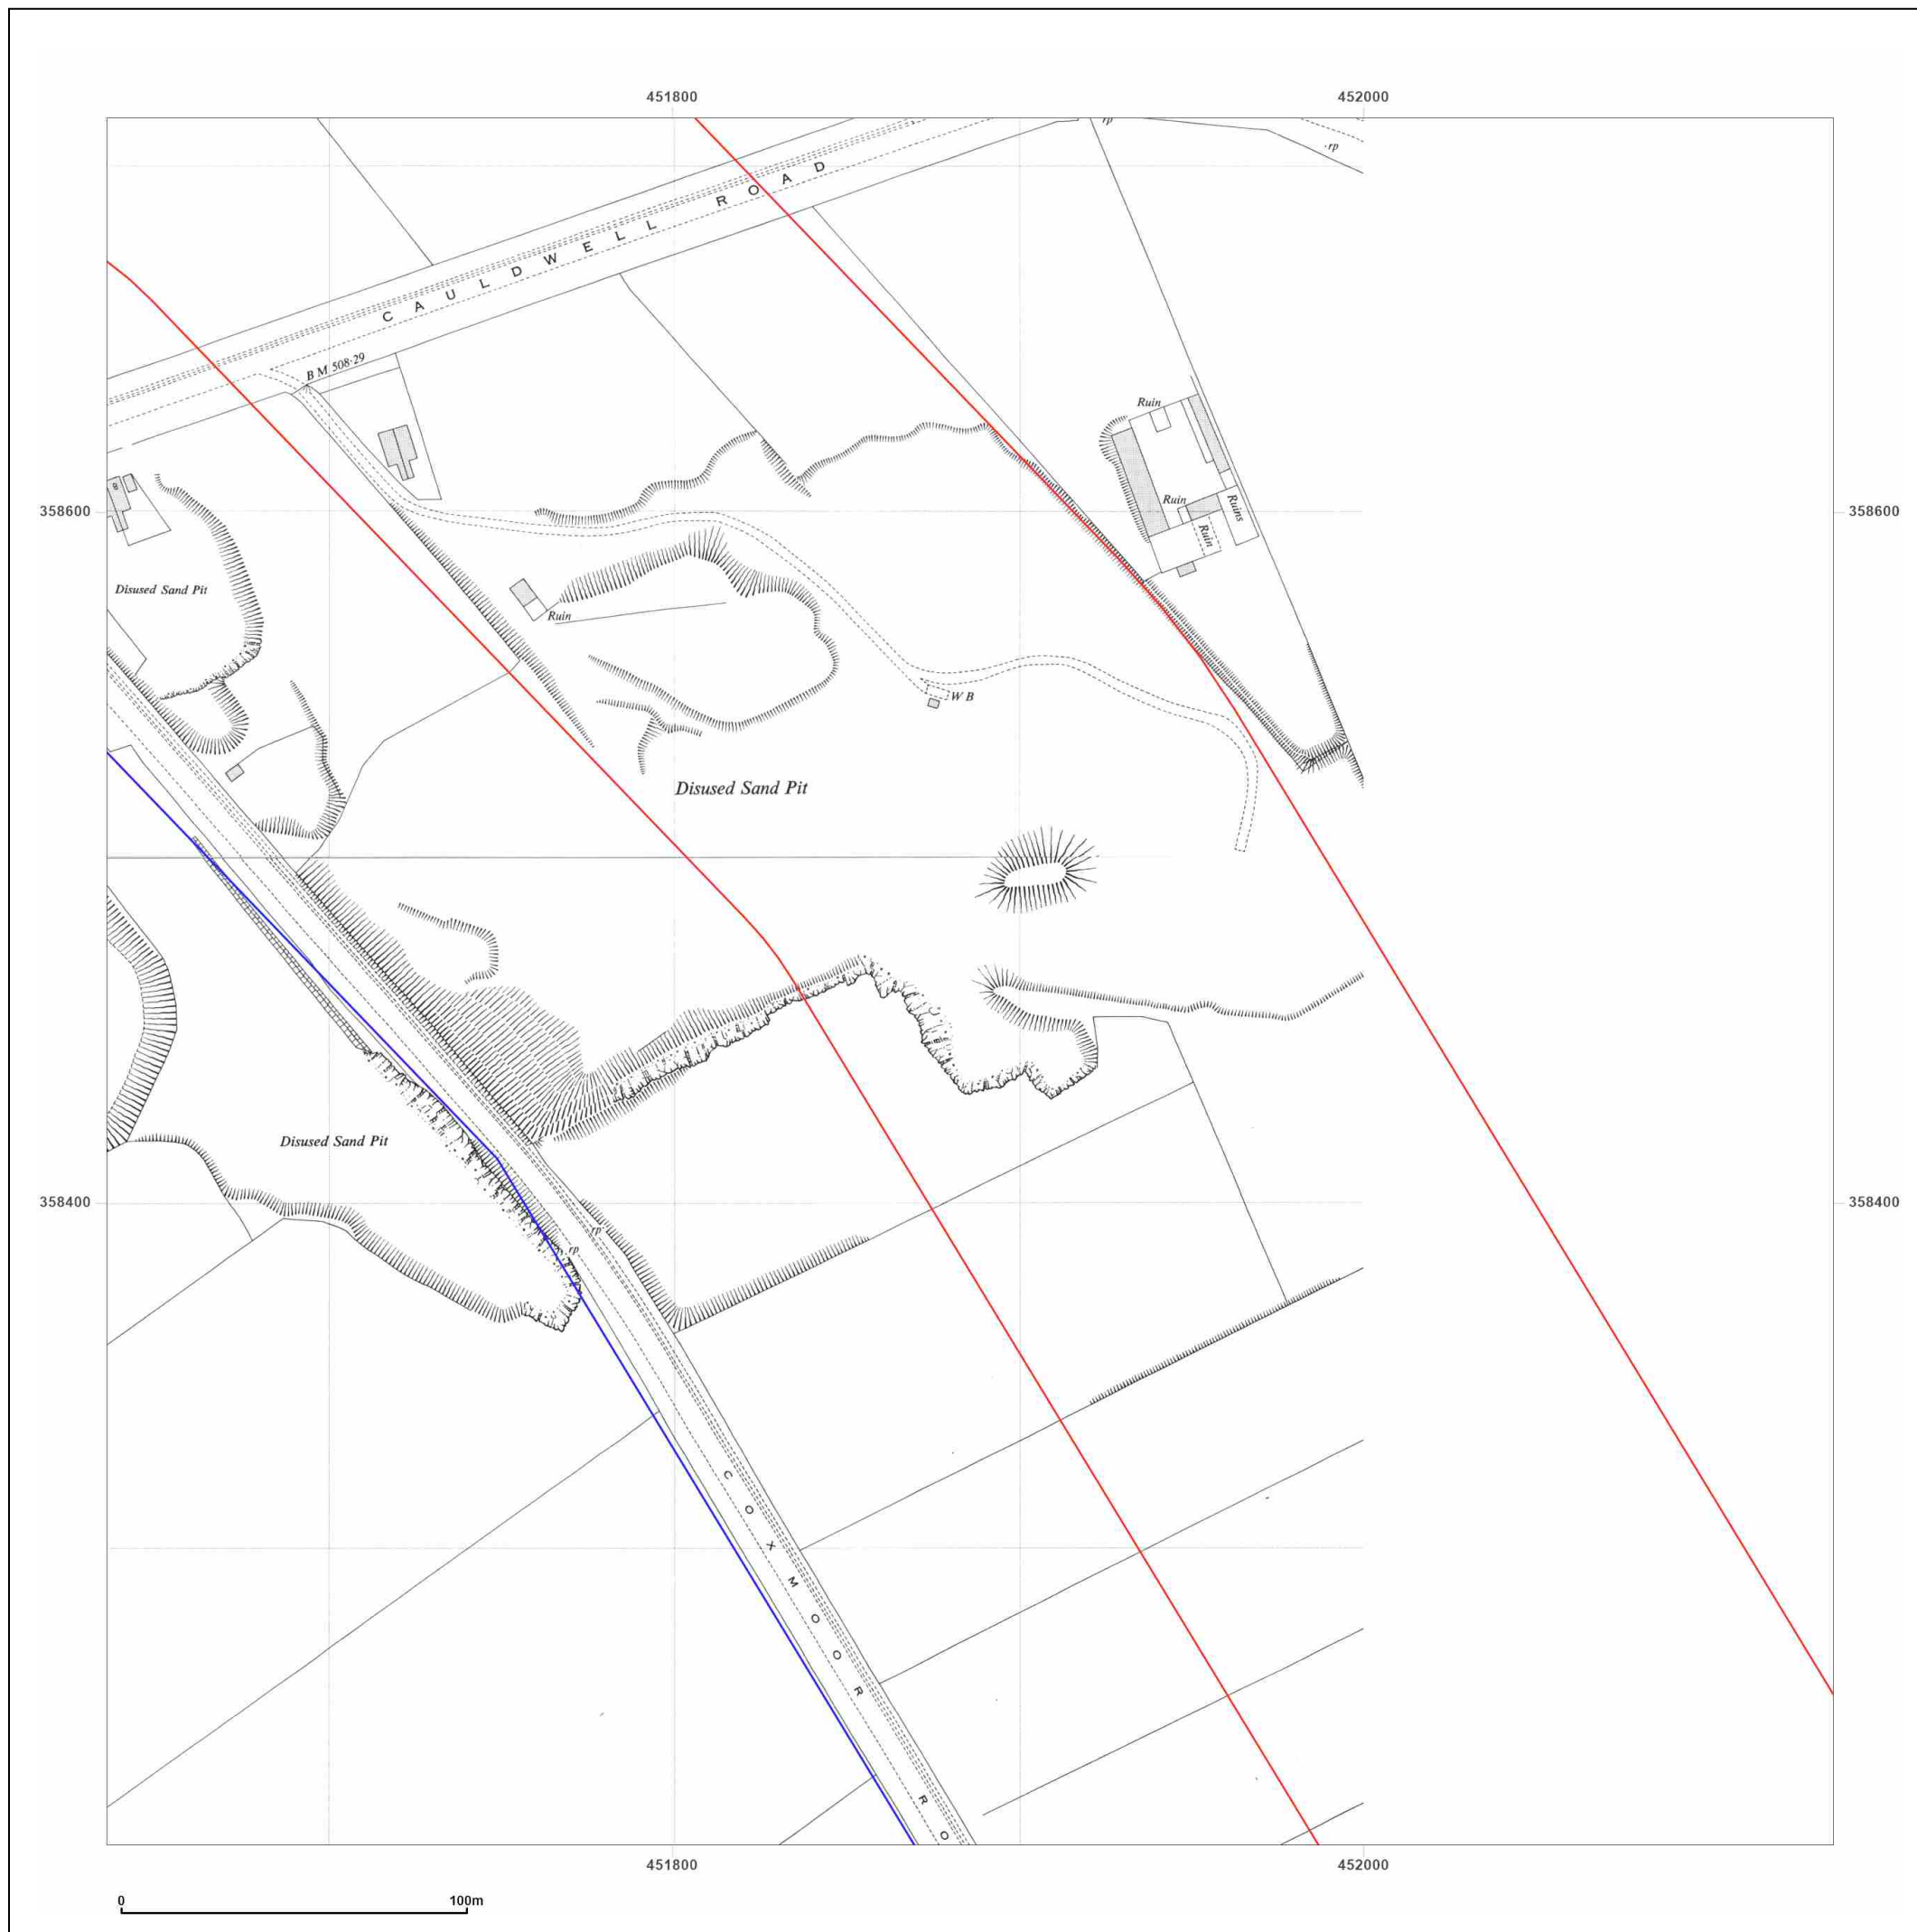 451800
452000
rp
rp
CAULDWELL ROAD
B M 508·29
Ruin
358600
358600
Ruin
Ruins
Ruin
Disused Sand Pit
Ruin
W B
Disused Sand Pit
Disused Sand Pit
358400
358400
rp
rp
COXMOOR RO
451800
452000
0
100m